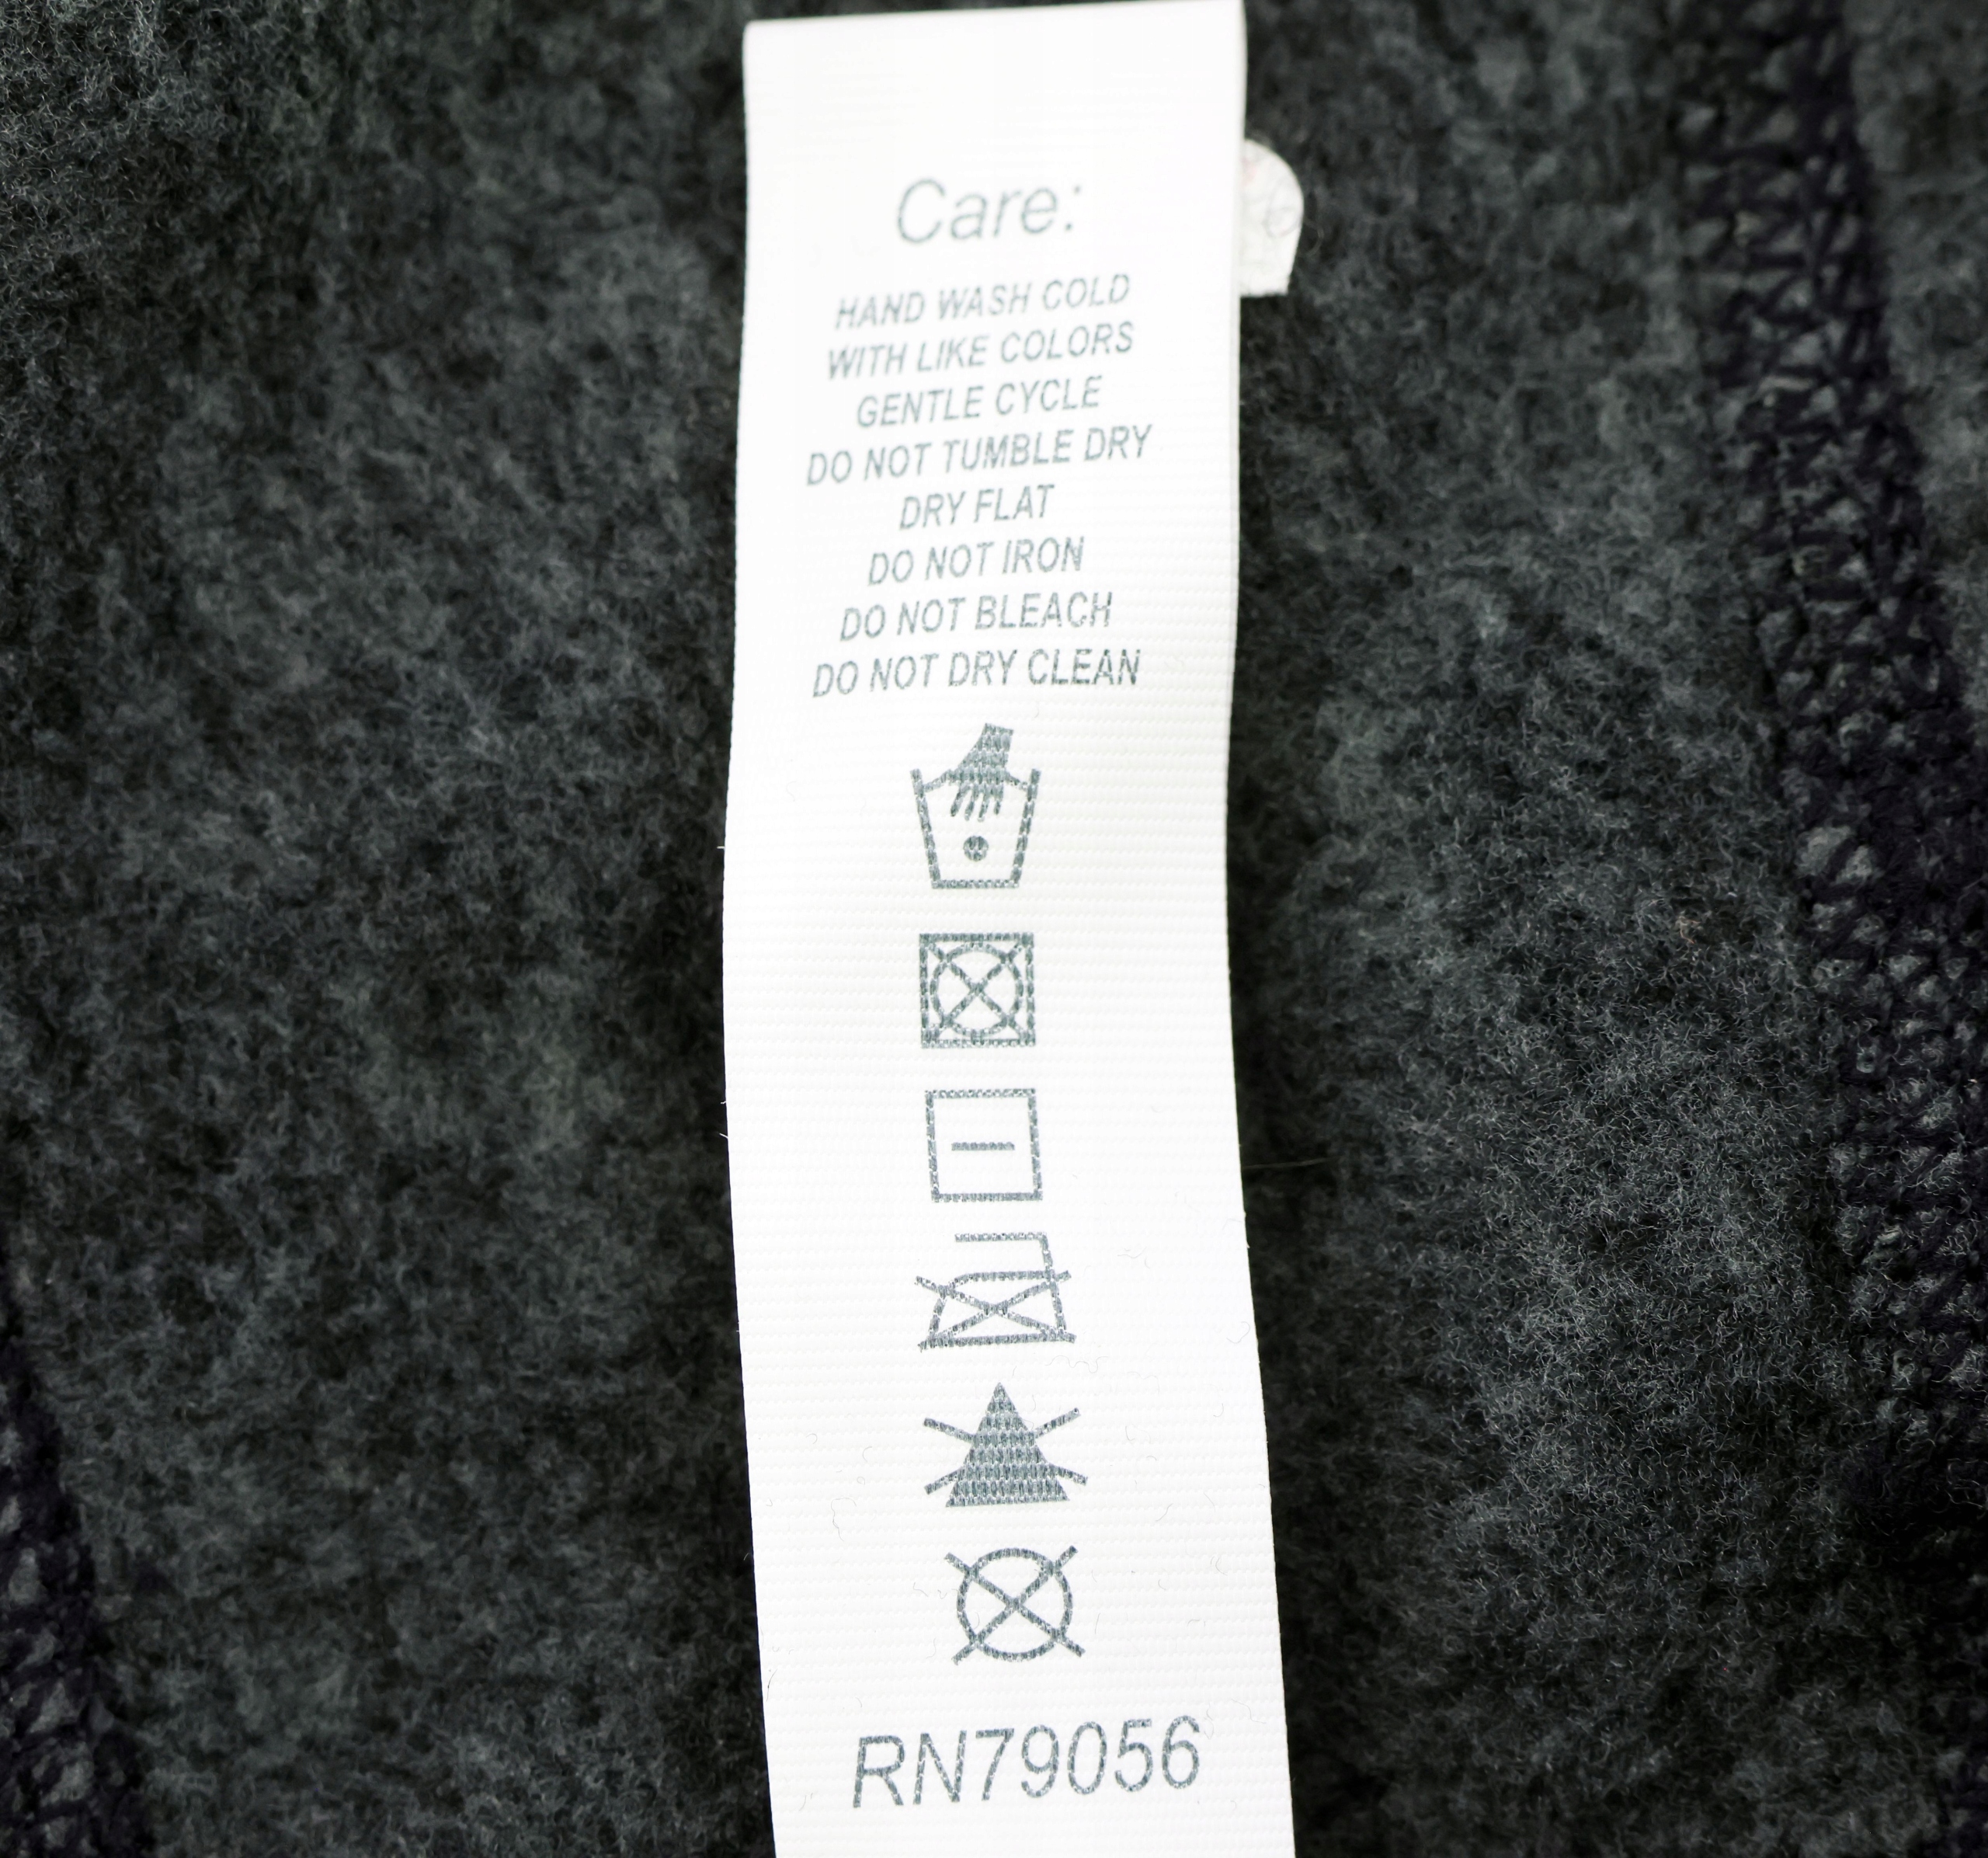 Care:
HAND WASH COLD
WITH LIKE COLORS
GENTLE CYCLE
DO NOT TUMBLE DRY
DRY FLAT
DO NOT IRON
DO NOT BLEACH
DO NOT DRY CLEAN
RN79056